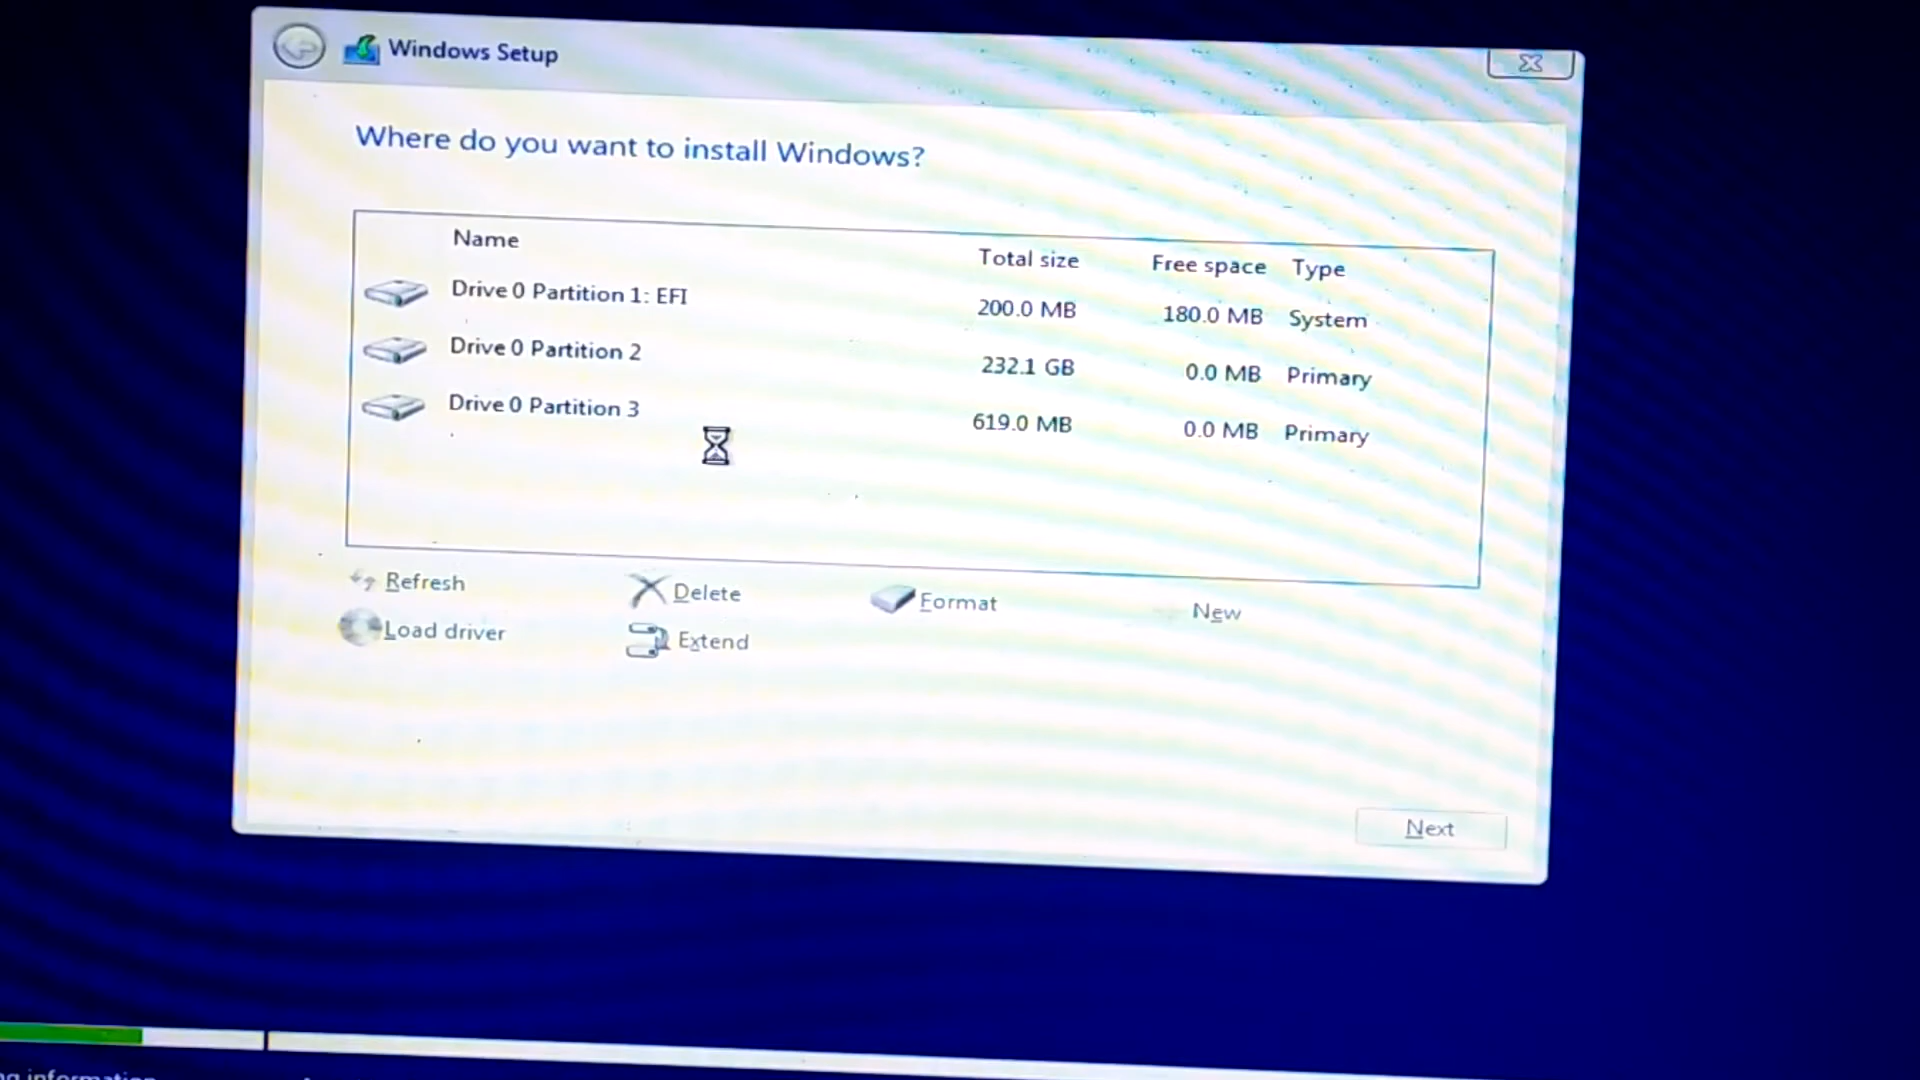 Windows Setup
Where do you want to install Windows?
Name Total size Free space Type
Drive 0 Partition 1: EFI 200.0 MB 180.0 MB System
Drive 0 Partition 2 232.1 GB 0.0 MB Primary
Drive 0 Partition 3 619.0 MB 0.0 MB Primary
Refresh Delete Format New
Load driver Extend
Next
information